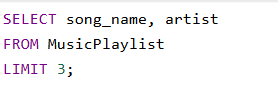 SELECT song_name, artist
FROM MusicPlaylist
LIMIT 3;